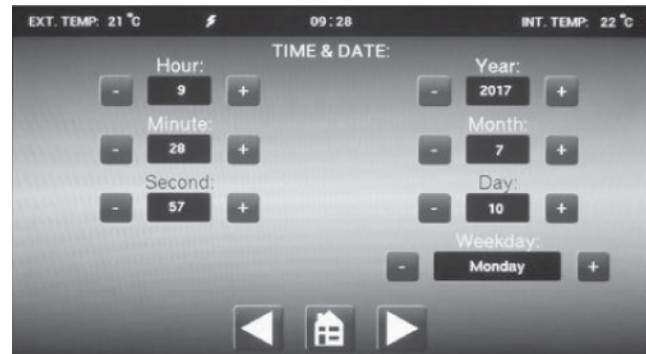 EXT. TEMP: 21 °C 09:28 INT. TEMP: 22 °C
TIME & DATE:
Hour:
- 9 +
Minute:
- 28 +
Second:
- 57 +
Year:
- 2017 +
Month:
- 7 +
Day:
- 10 +
Weekday:
- Monday +